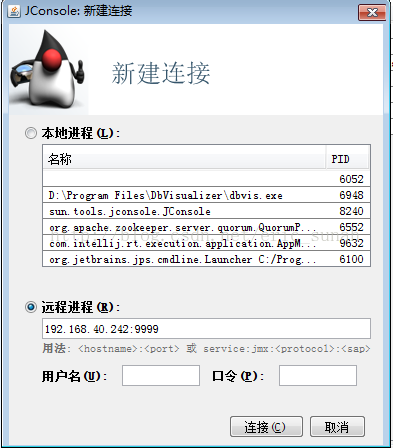 JConsole: 新建连接
新建连接
本地进程(L):
名称 PID
6052
D:\Program Files\DbVisualizer\dbvis.exe 6948
sun.tools.jconsole.JConsole 8240
org.apache.zookeeper.server.quorum.QuorumP... 6552
com.intellij.rt.execution.application.AppM... 9632
org.jetbrains.jps.cmdline.Launcher C:/Prog... 6100
远程进程(R):
192.168.40.242:9999
用法: <hostname>:<port> 或 service:jmx:<protocol>:<sap>
用户名(U): 口令(P):
连接(C) 取消